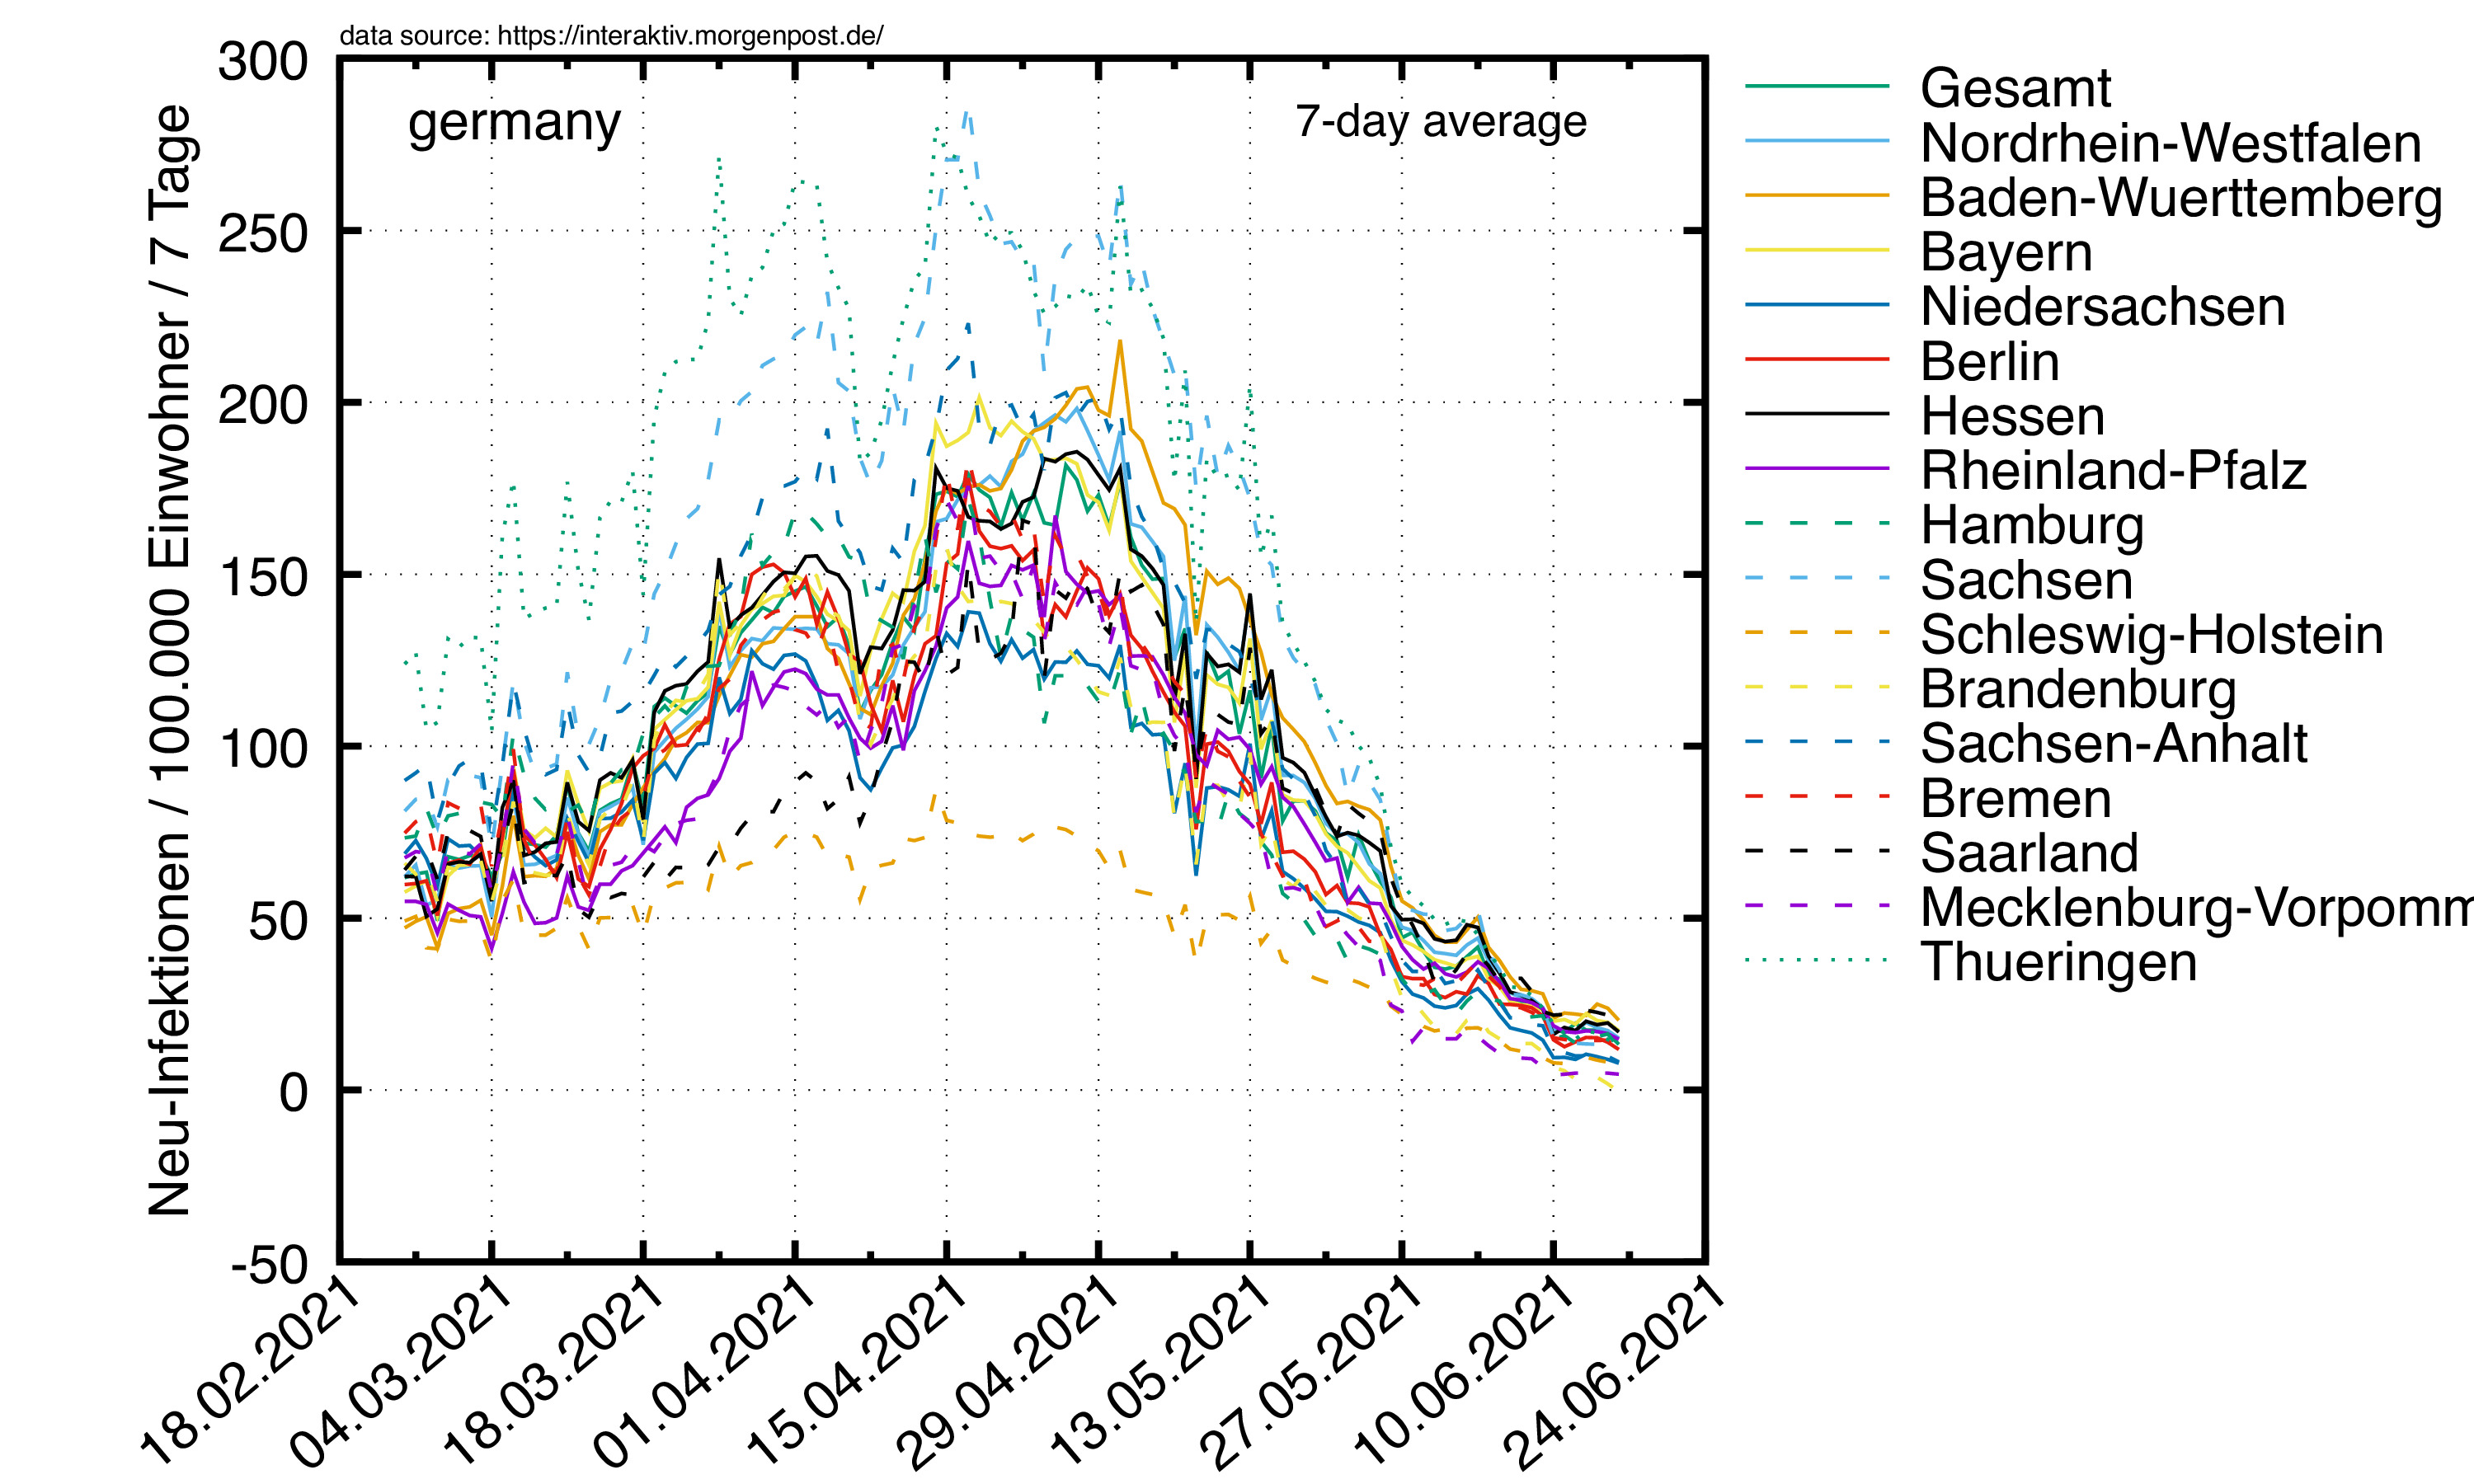 data source: https://interaktiv.morgenpost.de/
germany
7-day average
Neu-Infektionen / 100.000 Einwohner / 7 Tage
300
250
200
150
100
50
0
-50
18.02.2021
04.03.2021
18.03.2021
01.04.2021
15.04.2021
29.04.2021
13.05.2021
27.05.2021
10.06.2021
24.06.2021
Gesamt
Nordrhein-Westfalen
Baden-Wuerttemberg
Bayern
Niedersachsen
Berlin
Hessen
Rheinland-Pfalz
Hamburg
Sachsen
Schleswig-Holstein
Brandenburg
Sachsen-Anhalt
Bremen
Saarland
Mecklenburg-Vorpomm
Thueringen